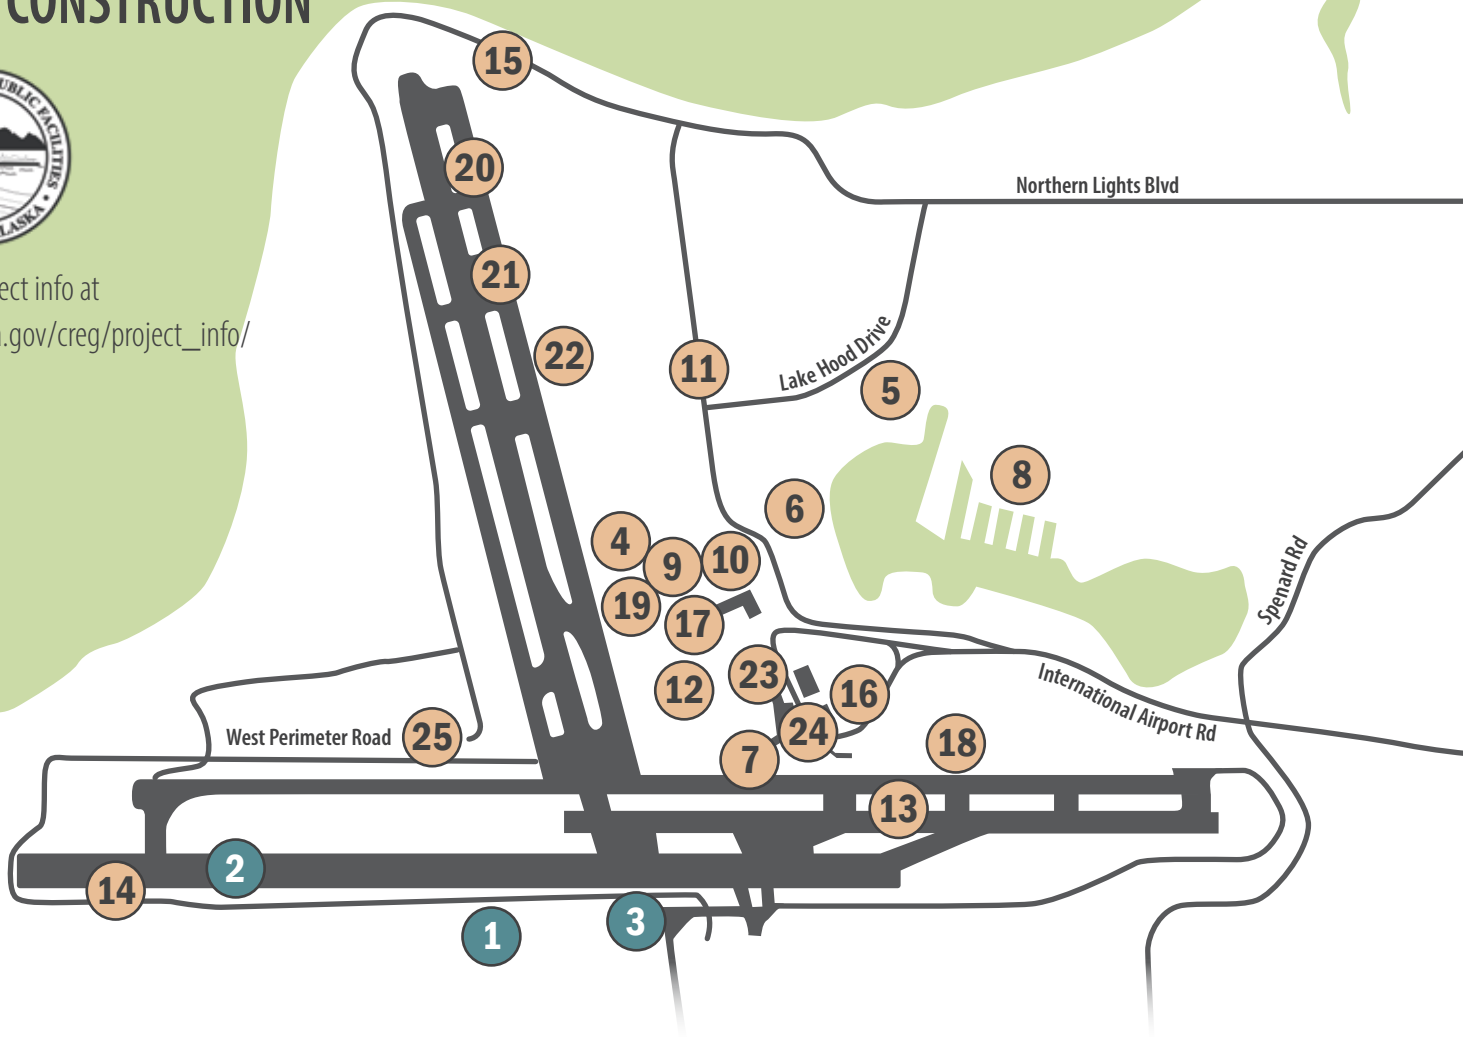 CONSTRUCTION
PUBLIC FACILITIES •
ect info at
.gov/creg/project_info/
15
20
Northern Lights Blvd
21
22
11
Lake Hood Drive
5
8
6
4
9
10
19
17
Spenard Rd
23
12
16
International Airport Rd
West Perimeter Road
25
24
18
7
13
2
14
3
1